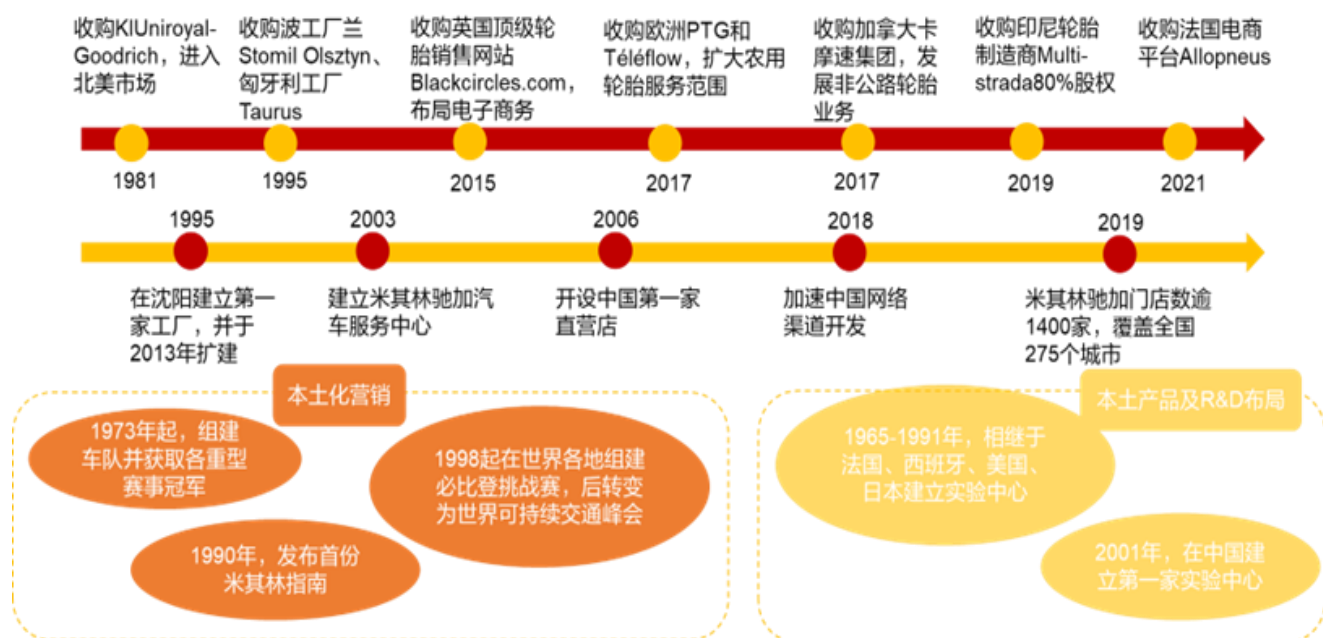 收购KIUniroyal-
Goodrich，进入
北美市场
收购波工厂兰
Stomil Olsztyn、
匈牙利工厂
Taurus
收购英国顶级轮
胎销售网站
Blackcircles.com，
布局电子商务
收购欧洲PTG和
Téléflow，扩大农用
轮胎服务范围
收购加拿大卡
摩速集团，发
展非公路轮胎
业务
收购印尼轮胎
制造商Multi-
strada80%股权
收购法国电商
平台Allopneus
1981
1995
2015
2017
2017
2019
2021
1995
2003
2006
2018
2019
在沈阳建立第一
家工厂，并于
2013年扩建
建立米其林驰加汽
车服务中心
开设中国第一家
直营店
加速中国网络
渠道开发
米其林驰加门店数逾
1400家，覆盖全国
275个城市
本土化营销
1973年起，组建
车队并获取各重型
赛事冠军
1998起在世界各地组建
必比登挑战赛，后转变
为世界可持续交通峰会
1990年，发布首份
米其林指南
本土产品及R&D布局
1965-1991年，相继于
法国、西班牙、美国、
日本建立实验中心
2001年，在中国建
立第一家实验中心